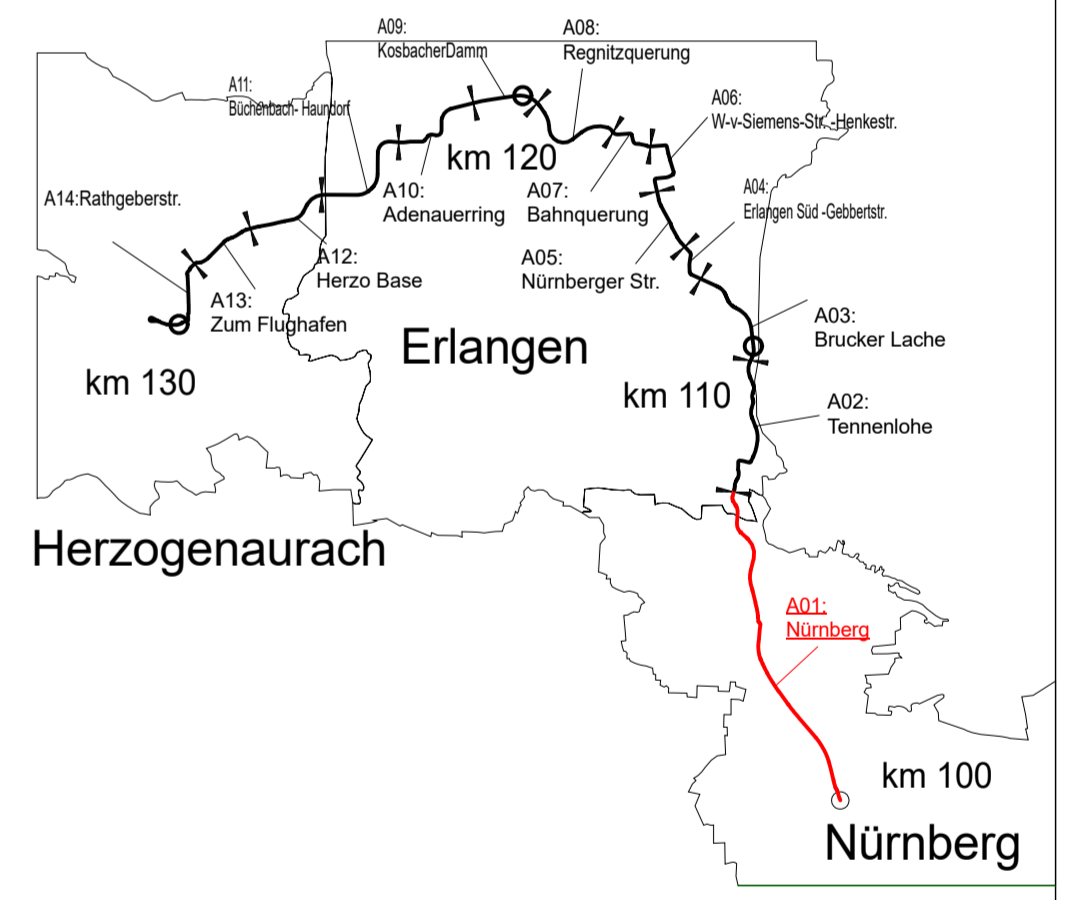 A09:
KosbacherDamm
A08:
Regnitzquerung
A11:
Büchenbach- Haundorf
A06:
W-v-Siemens-Str. -Henkestr.
km 120
A14:Rathgeberstr.
A10:
Adenauerring
A07:
Bahnquerung
A04:
Erlangen Süd -Gebbertstr.
A12:
Herzo Base
A05:
Nürnberger Str.
A13:
Zum Flughafen
A03:
Brucker Lache
Erlangen
km 130
km 110
A02:
Tennenlohe
Herzogenaurach
A01:
Nürnberg
km 100
Nürnberg